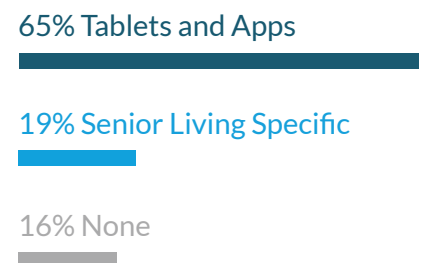 65% Tablets and Apps
19% Senior Living Specific
16% None